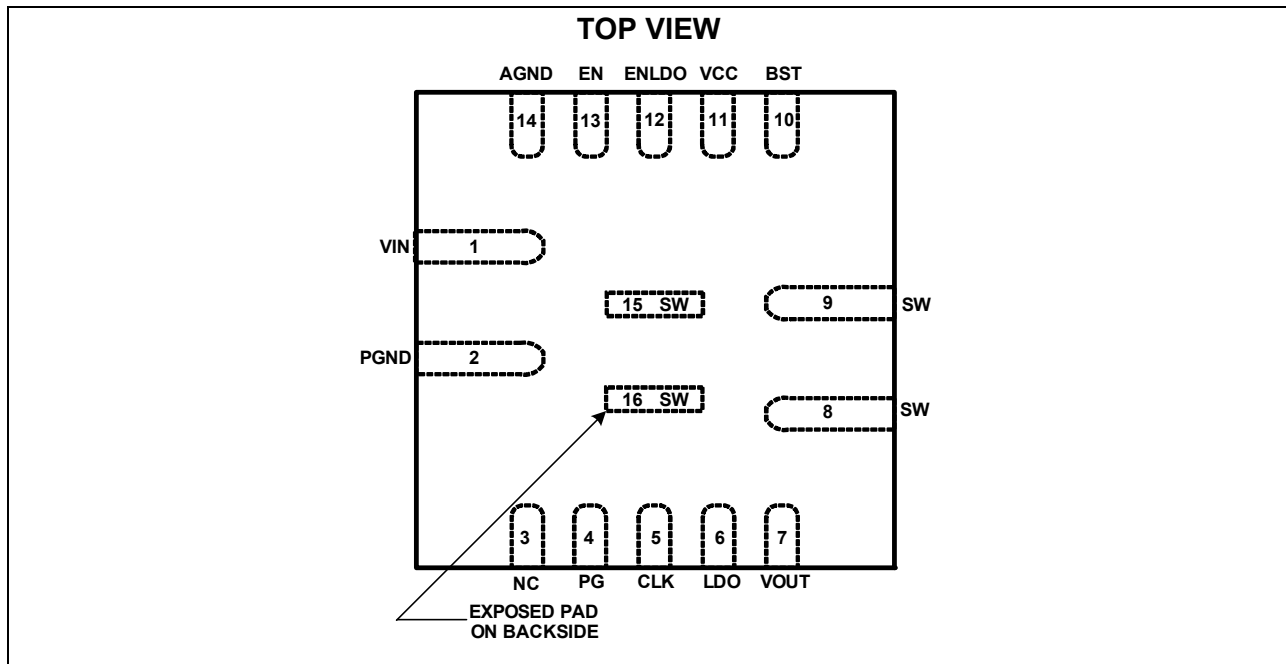 TOP VIEW
AGND EN ENLDO VCC BST
14 13 12 11 10
VIN 1
15 SW 9 SW
PGND 2
16 SW 8 SW
3 4 5 6 7
NC PG CLK LDO VOUT
EXPOSED PAD
ON BACKSIDE